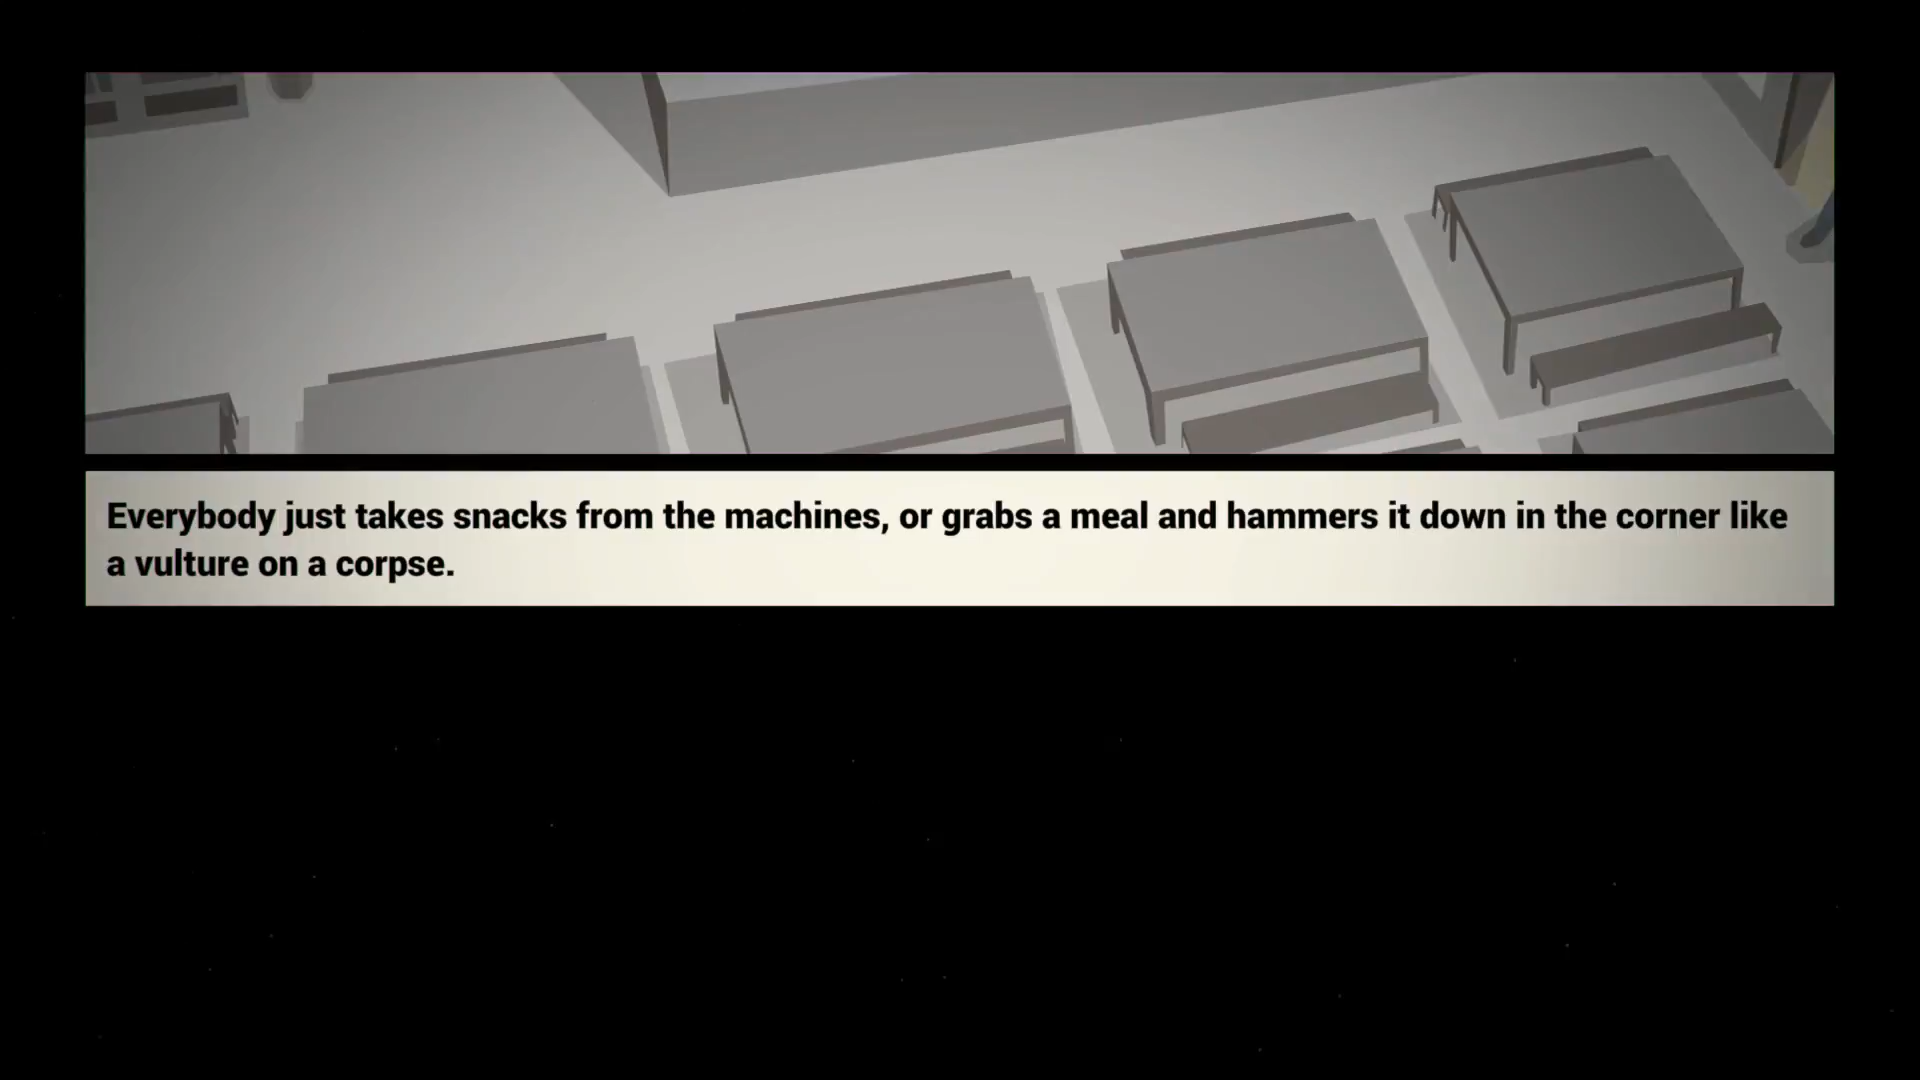 Everybody just takes snacks from the machines, or grabs a meal and hammers it down in the corner like
a vulture on a corpse.